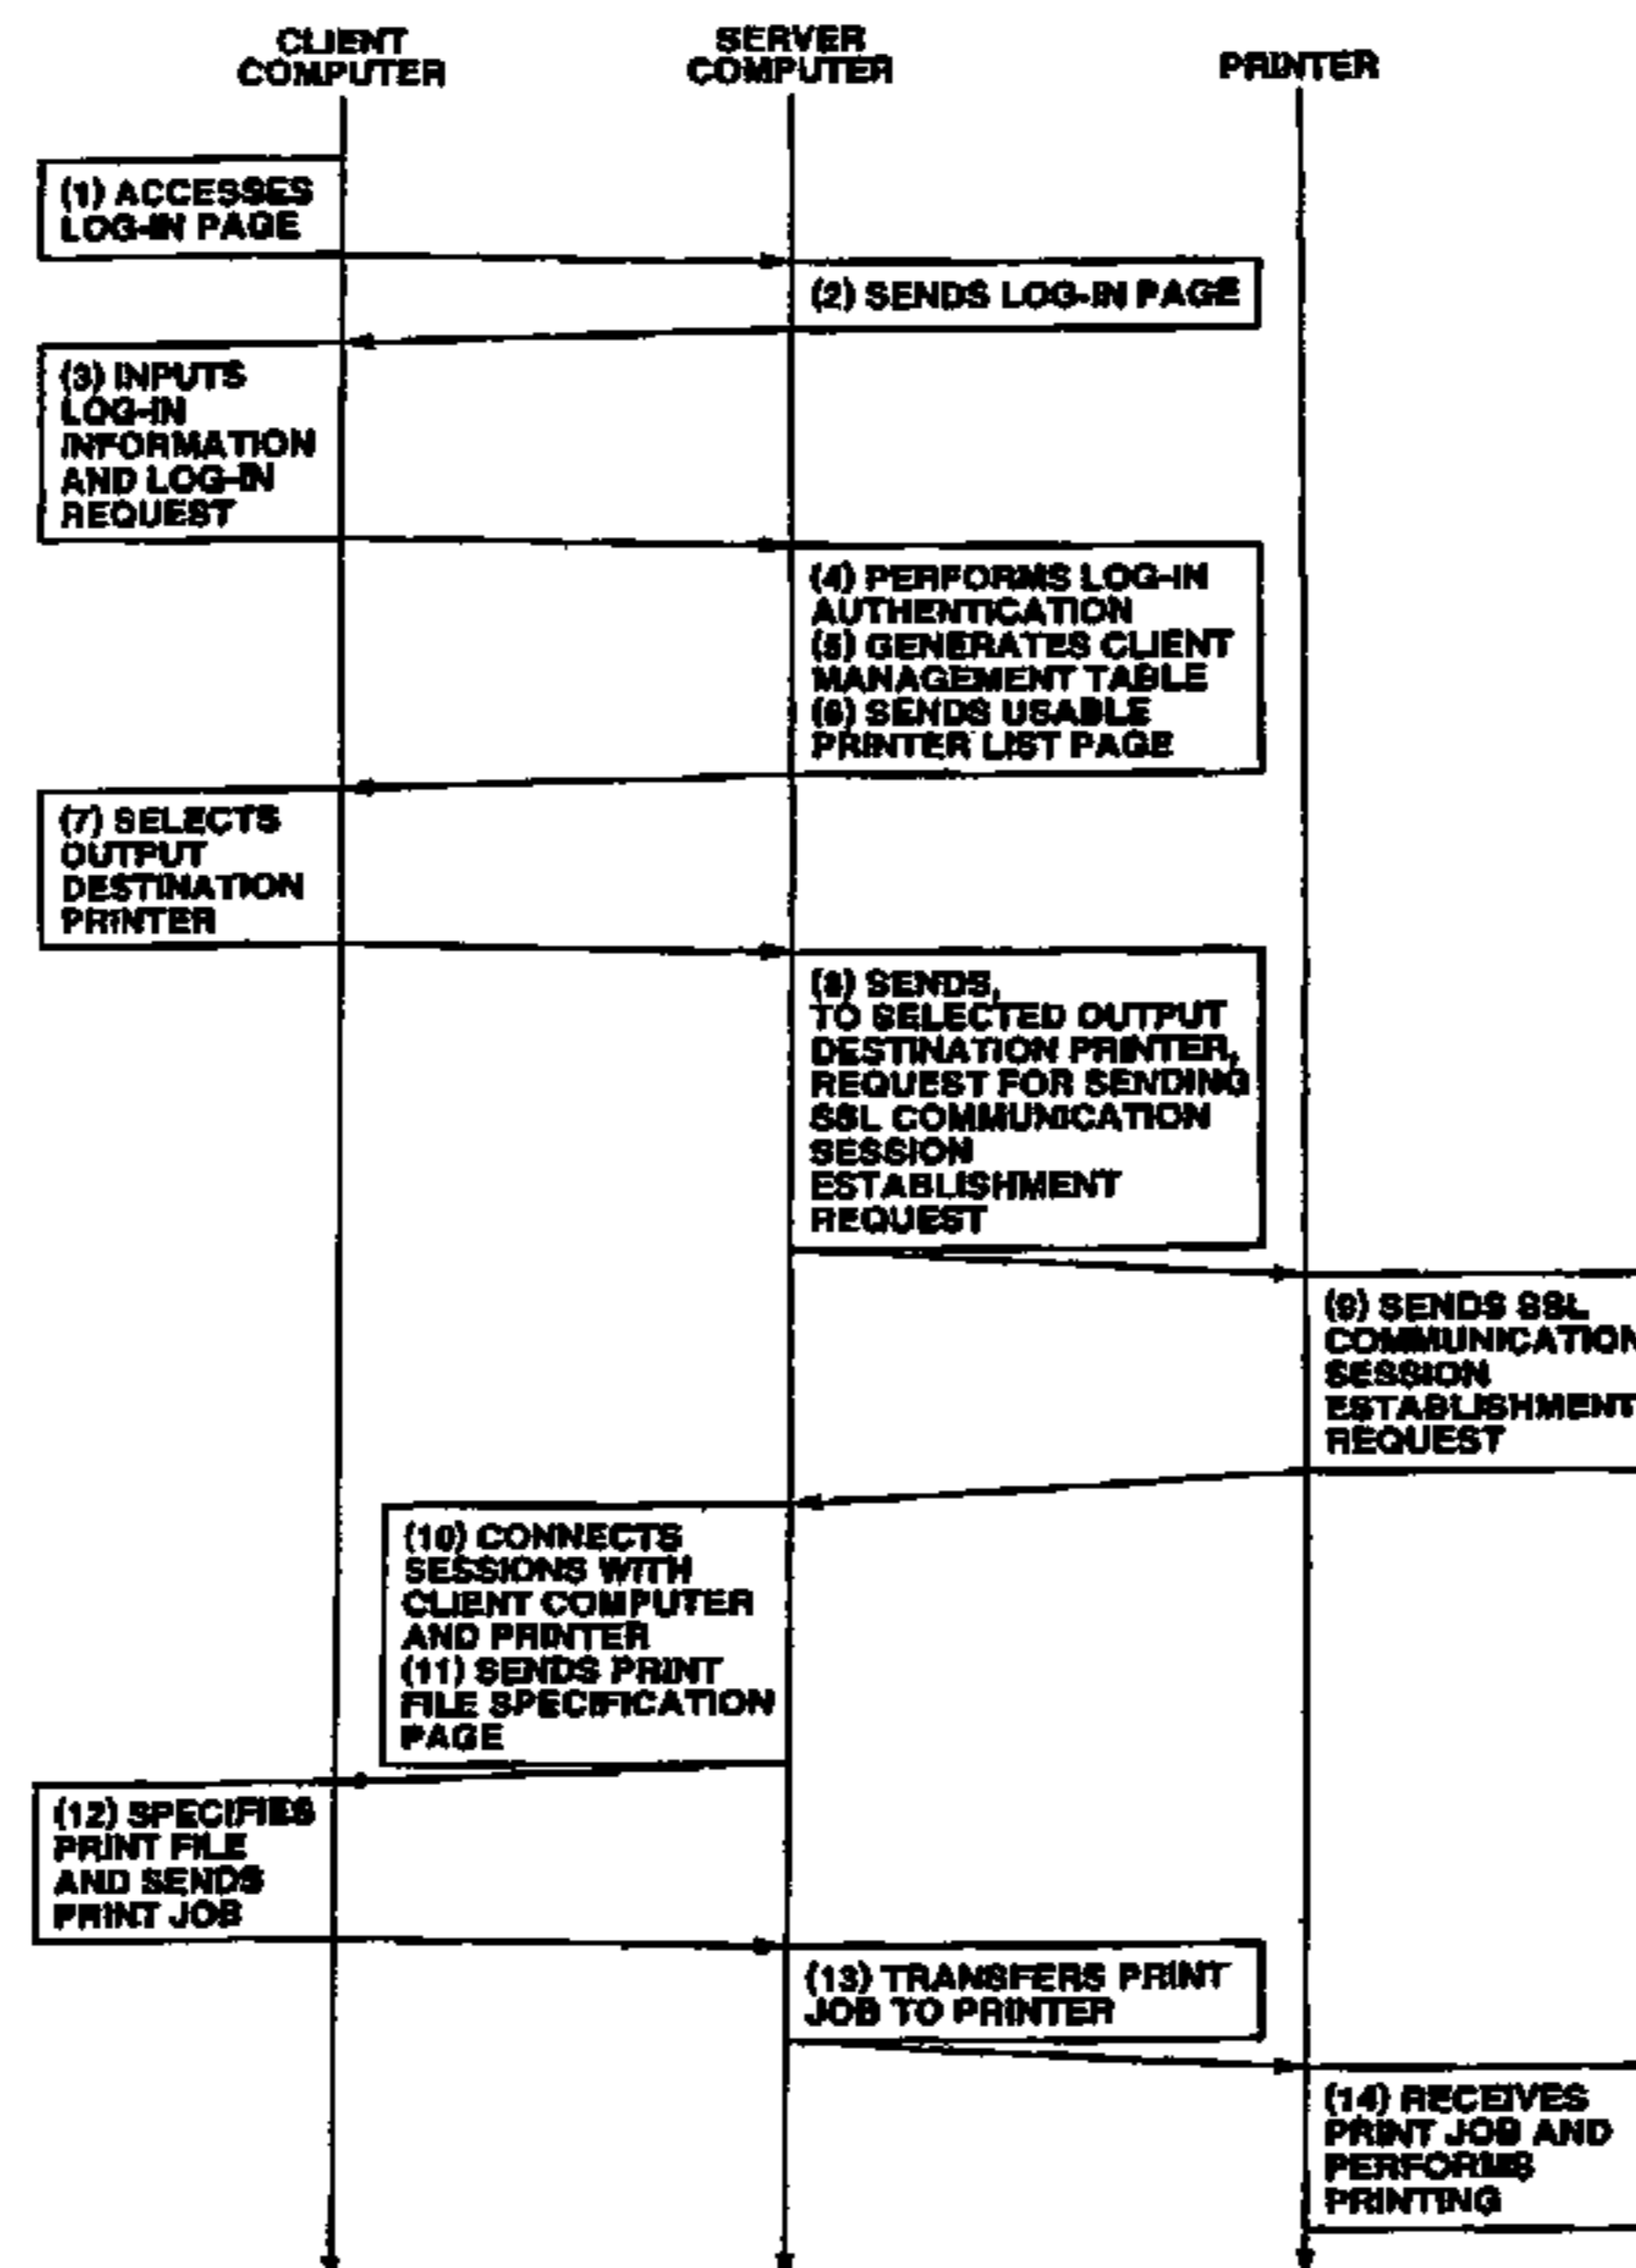 CLIENT
COMPUTER
SERVER
COMPUTER
PRINTER
(1) ACCESSES
LOG-IN PAGE
(2) SENDS LOG-IN PAGE
(3) INPUTS
LOG-IN
INFORMATION
AND LOG-IN
REQUEST
(4) PERFORMS LOG-IN
AUTHENTICATION
(5) GENERATES CLIENT
MANAGEMENT TABLE
(6) SENDS USABLE
PRINTER LIST PAGE
(7) SELECTS
OUTPUT
DESTINATION
PRINTER
(8) SENDS,
TO SELECTED OUTPUT
DESTINATION PRINTER,
REQUEST FOR SENDING
SSL COMMUNICATION
SESSION
ESTABLISHMENT
REQUEST
(9) SENDS SSL
COMMUNICATION
SESSION
ESTABLISHMENT
REQUEST
(10) CONNECTS
SESSIONS WITH
CLIENT COMPUTER
AND PRINTER
(11) SENDS PRINT
FILE SPECIFICATION
PAGE
(12) SPECIFIES
PRINT FILE
AND SENDS
PRINT JOB
(13) TRANSFERS PRINT
JOB TO PRINTER
(14) RECEIVES
PRINT JOB AND
PERFORMS
PRINTING